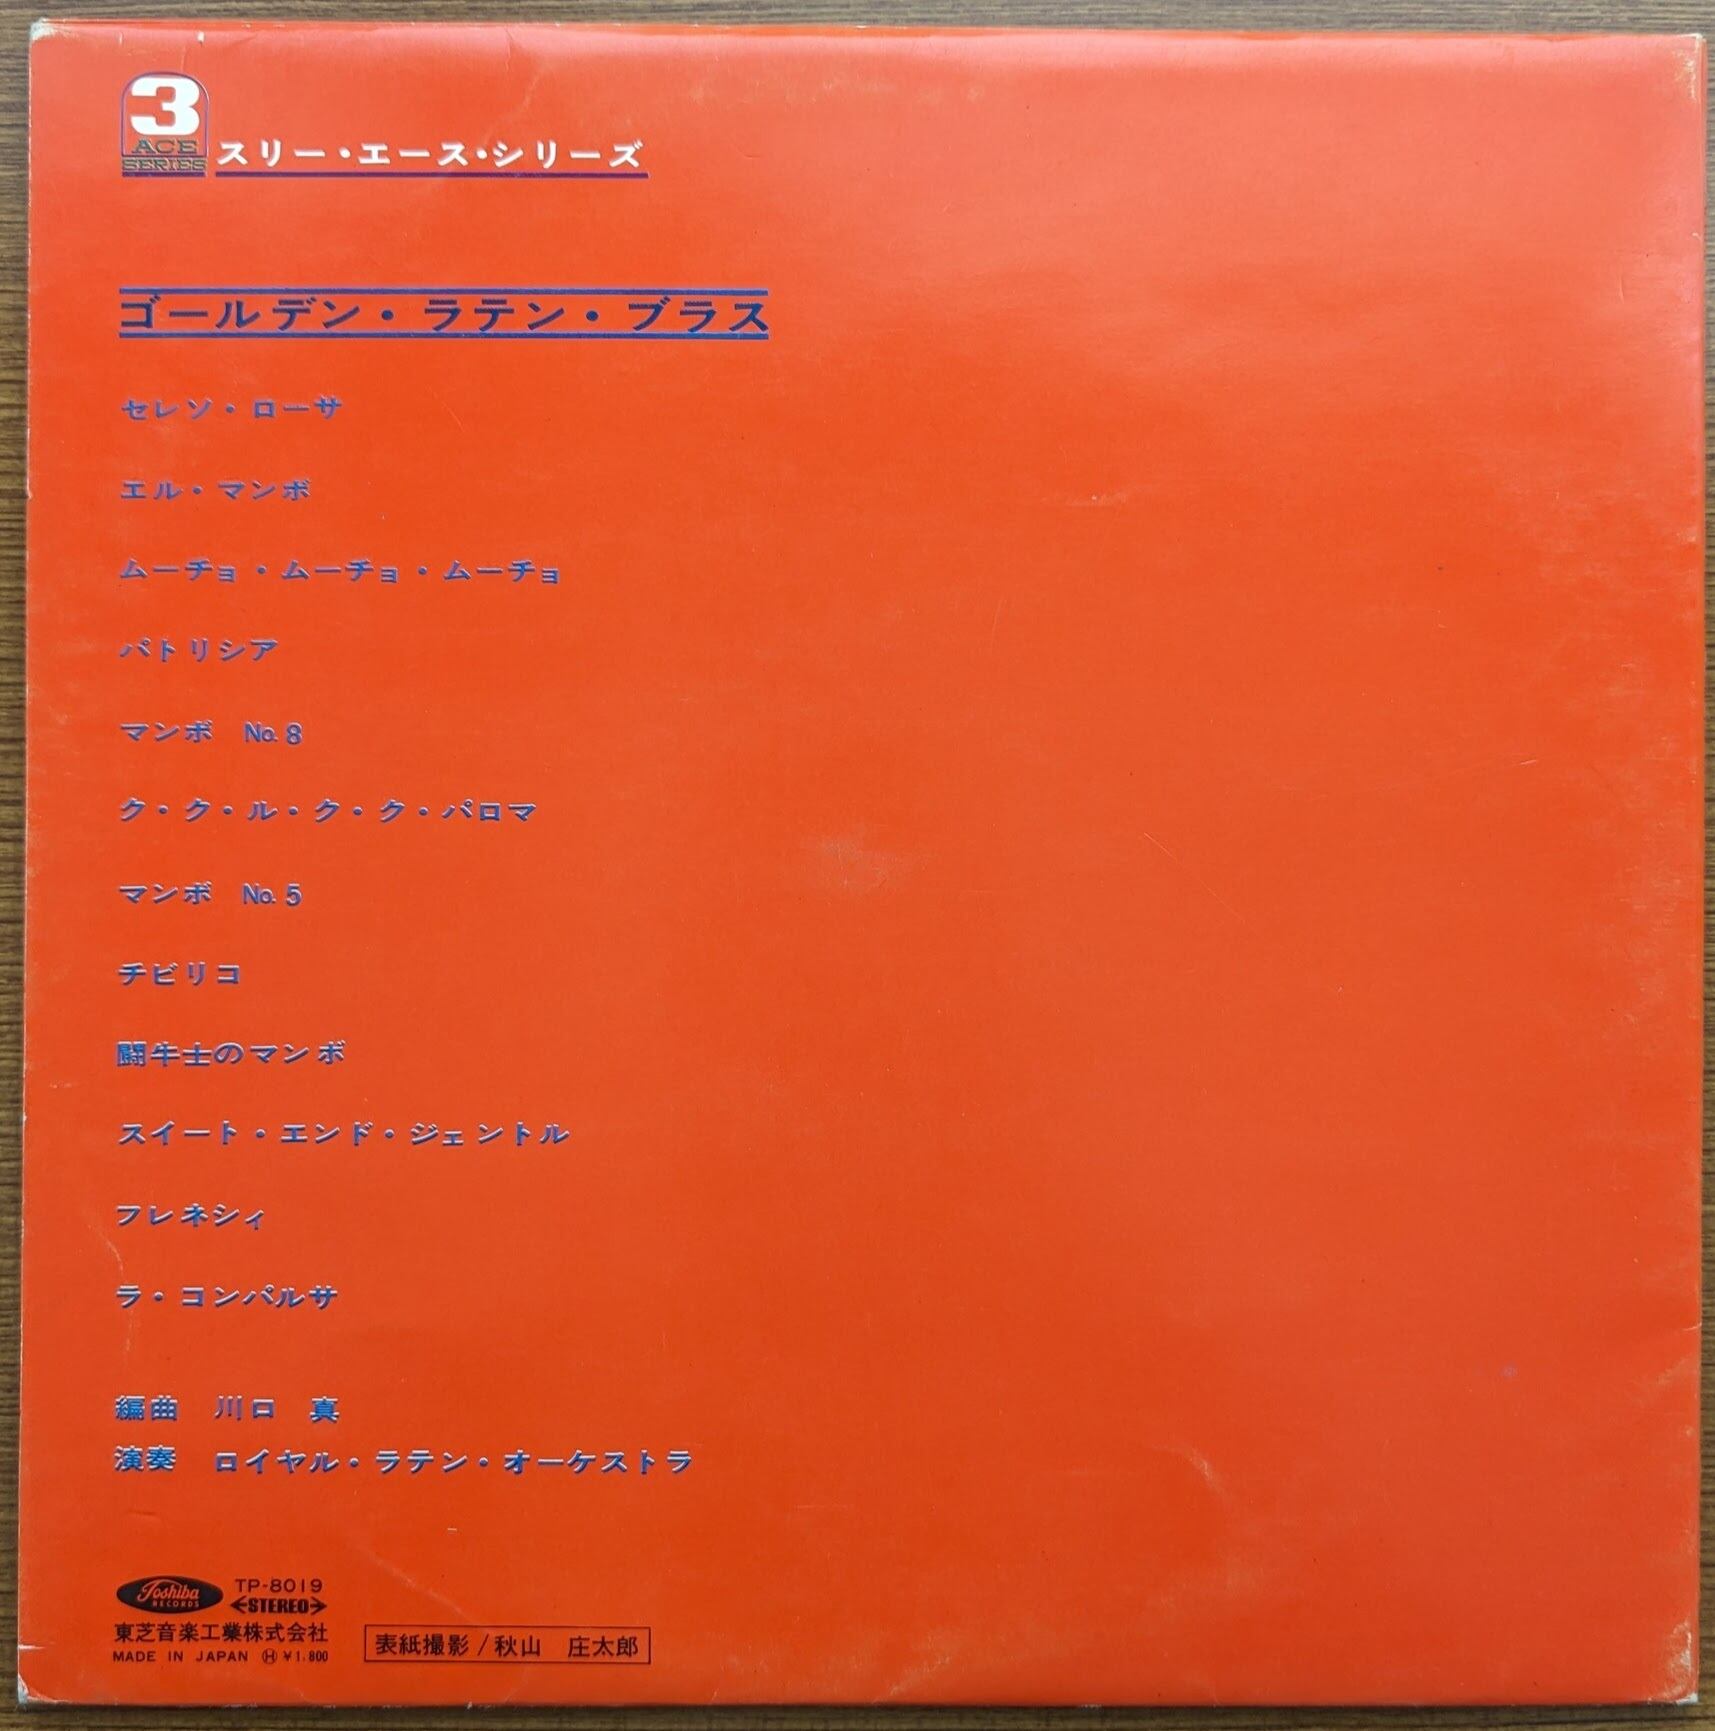 3
ACE
SERIES
スリー・エース・シリーズ
ゴールデン・ラテン・ブラス
セレソ・ローサ
エル・マンボ
ムーチョ・ムーチョ・ムーチョ
パトリシア
マンボ No.8
ク・ク・ル・ク・ク・パロマ
マンボ No.5
チビリコ
闘牛士のマンボ
スイート・エンド・ジェントル
フレネシィ
ラ・コンパルサ
編曲 川口 真
演奏 ロイヤル・ラテン・オーケストラ
Toshiba
RECORDS
TP-8019
STEREO
東芝音楽工業株式会社
MADE IN JAPAN Ⓗ ¥1,800
表紙撮影/秋山 庄太郎